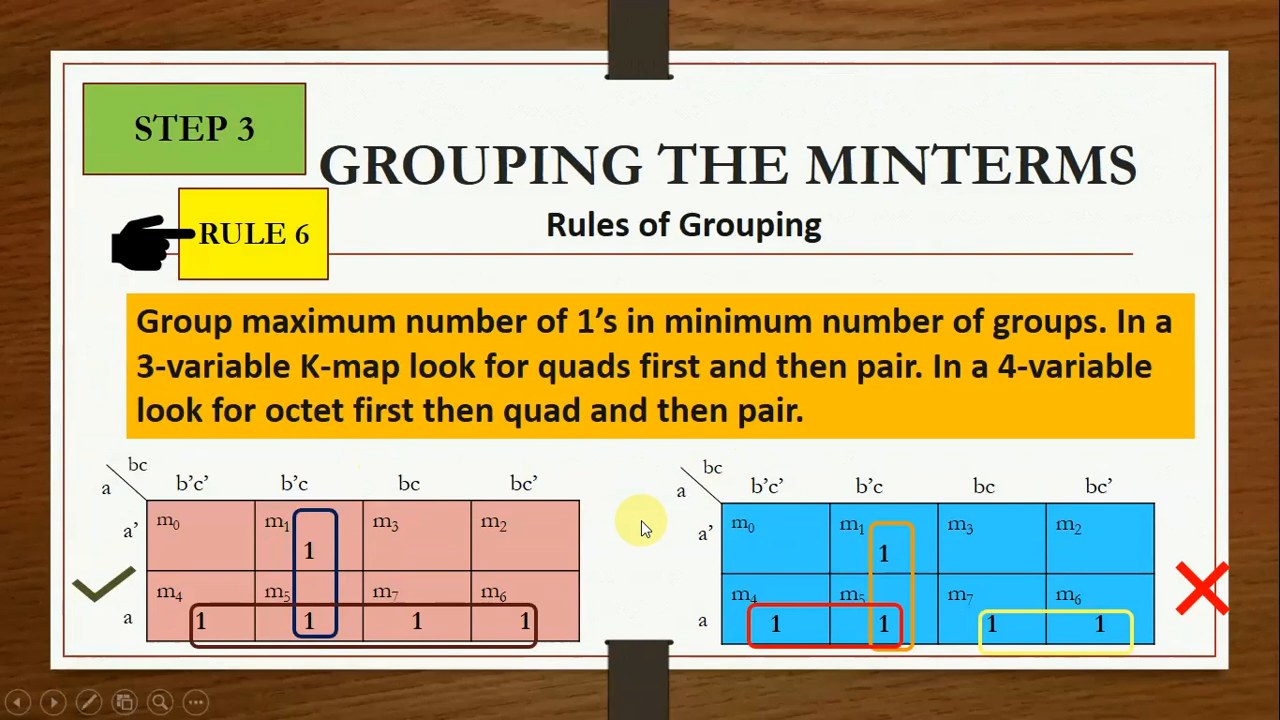 STEP 3
GROUPING THE MINTERMS
RULE 6
Rules of Grouping
Group maximum number of 1’s in minimum number of groups. In a
3-variable K-map look for quads first and then pair. In a 4-variable
look for octet first then quad and then pair.
bc
a b’c’ b’c bc bc’
a’ m₀ m₁ m₃ m₂
1
m₄ m₅ m₇ m₆
a 1 1 1 1
bc
a b’c’ b’c bc bc’
a’ m₀ m₁ m₃ m₂
1
m₄ m₅ m₇ m₆
a 1 1 1 1